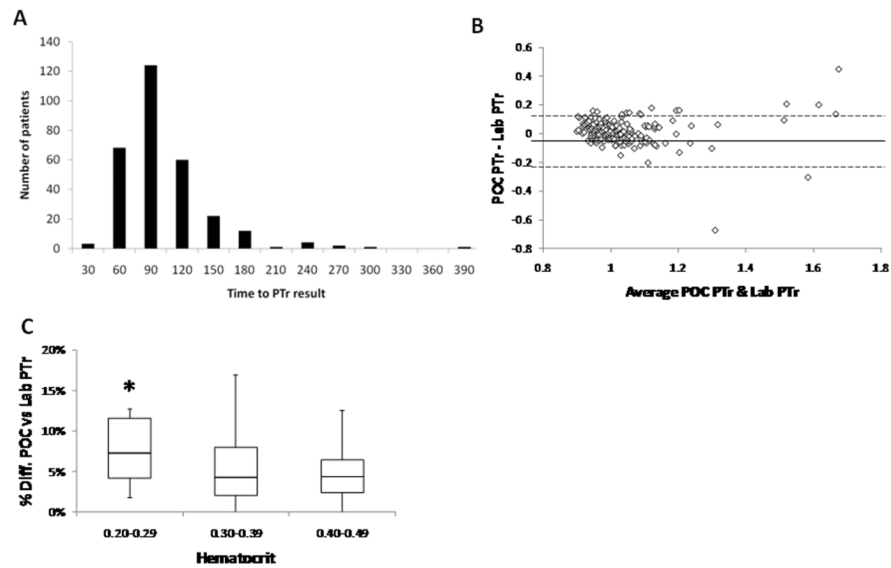 A
140
120
100
80
60
40
20
0
Number of patients
30 60 90 120 150 180 210 240 270 300 330 360 390
Time to PTr result
B
0.6
0.4
0.2
0
-0.2
-0.4
-0.6
-0.8
POC PTr - Lab PTr
0.8 1 1.2 1.4 1.6 1.8
Average POC PTr & Lab PTr
C
20%
15%
10%
5%
0%
% Diff. POC vs Lab PTr
*
0.20-0.29 0.30-0.39 0.40-0.49
Hematocrit